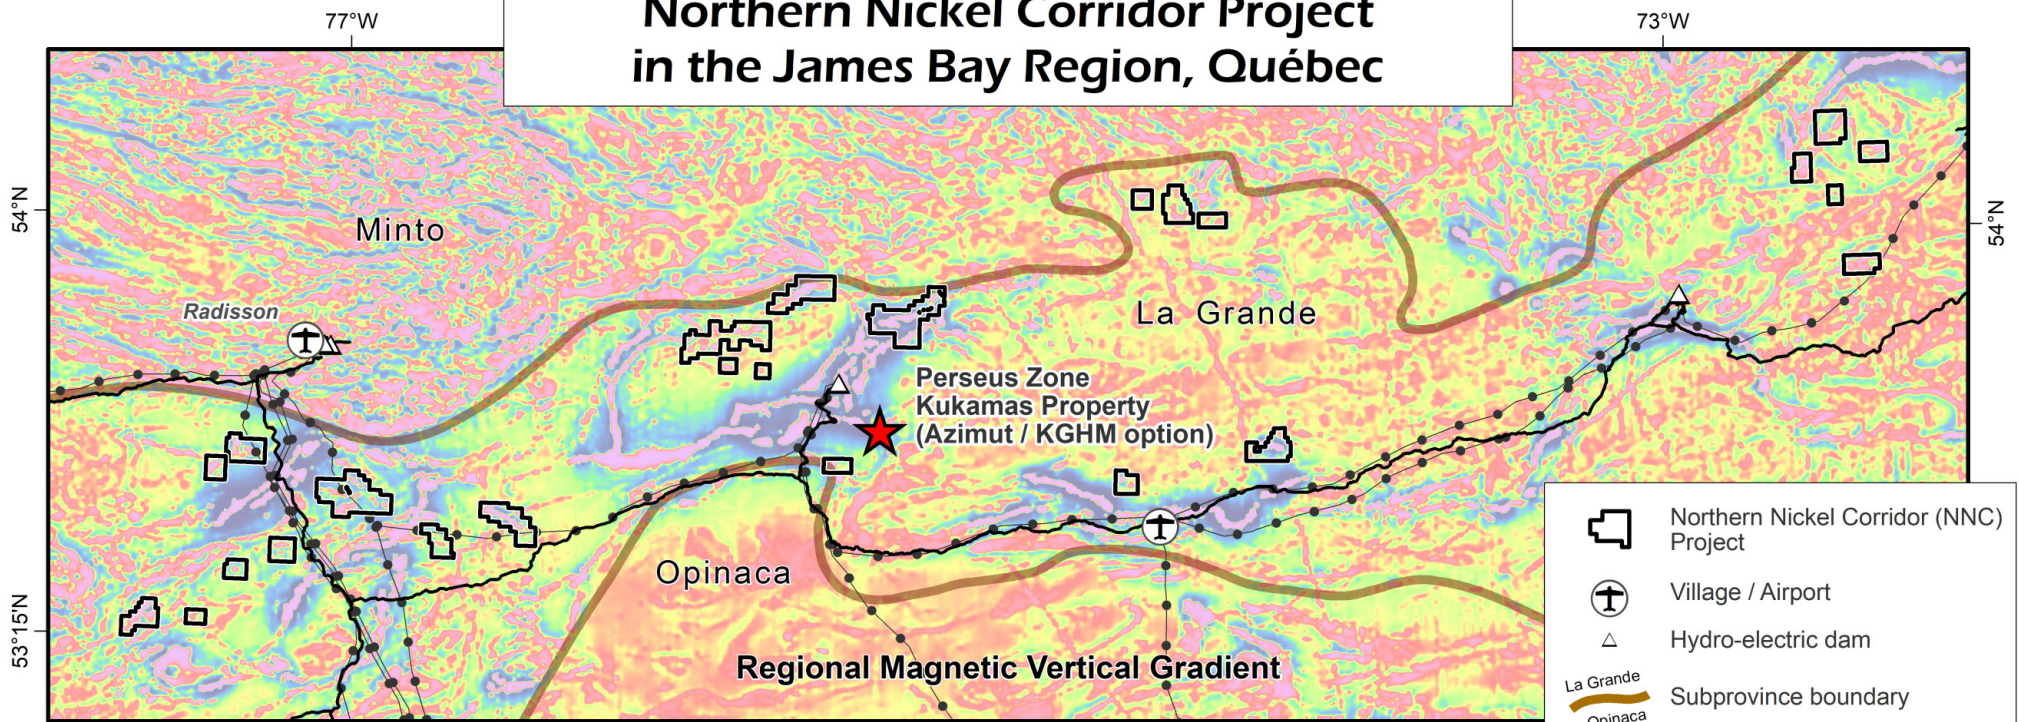 Northern Nickel Corridor Project
in the James Bay Region, Québec
77°W
73°W
54°N
54°N
53°15'N
Minto
Radisson
La Grande
Perseus Zone
Kukamas Property
(Azimut / KGHM option)
Opinaca
Regional Magnetic Vertical Gradient
Northern Nickel Corridor (NNC)
Project
Village / Airport
Hydro-electric dam
La Grande
Opinaca
Subprovince boundary